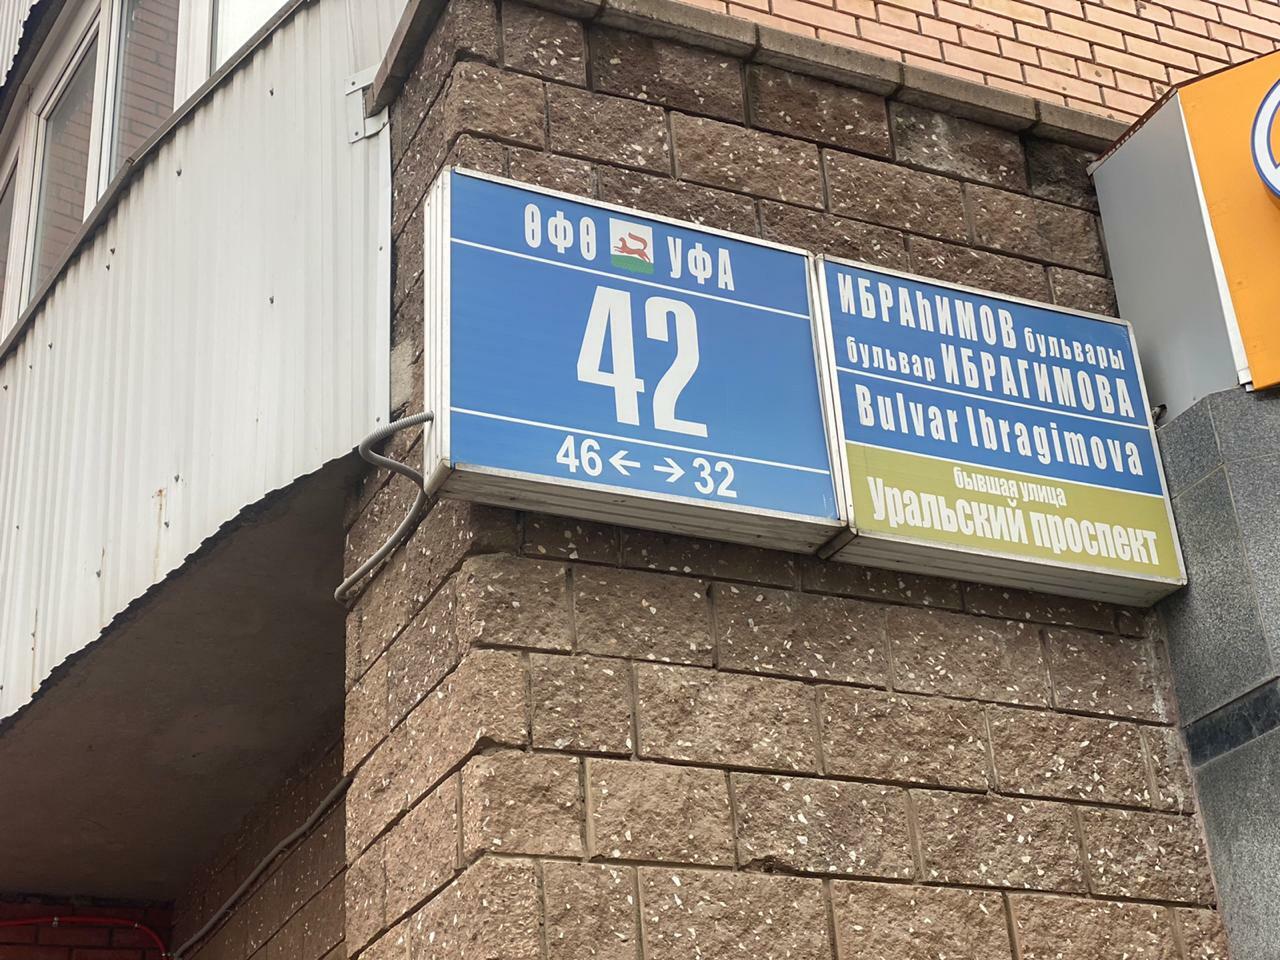 ӨФӨ УФА
42
46 ← → 32
ИБРАҺИМОВ бульвары
бульвар ИБРАГИМОВА
Bulvar Ibragimova
бывшая улица
Уральский проспект